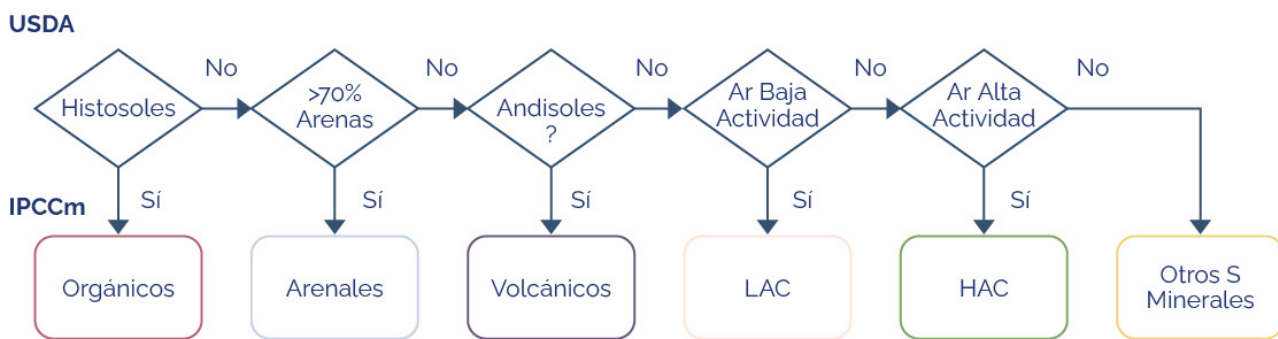 USDA
Histosoles
No
>70%
Arenas
No
Andisoles
?
No
Ar Baja
Actividad
No
Ar Alta
Actividad
No
IPCCm
Sí
Sí
Sí
Sí
Sí
Orgánicos
Arenales
Volcánicos
LAC
HAC
Otros S
Minerales